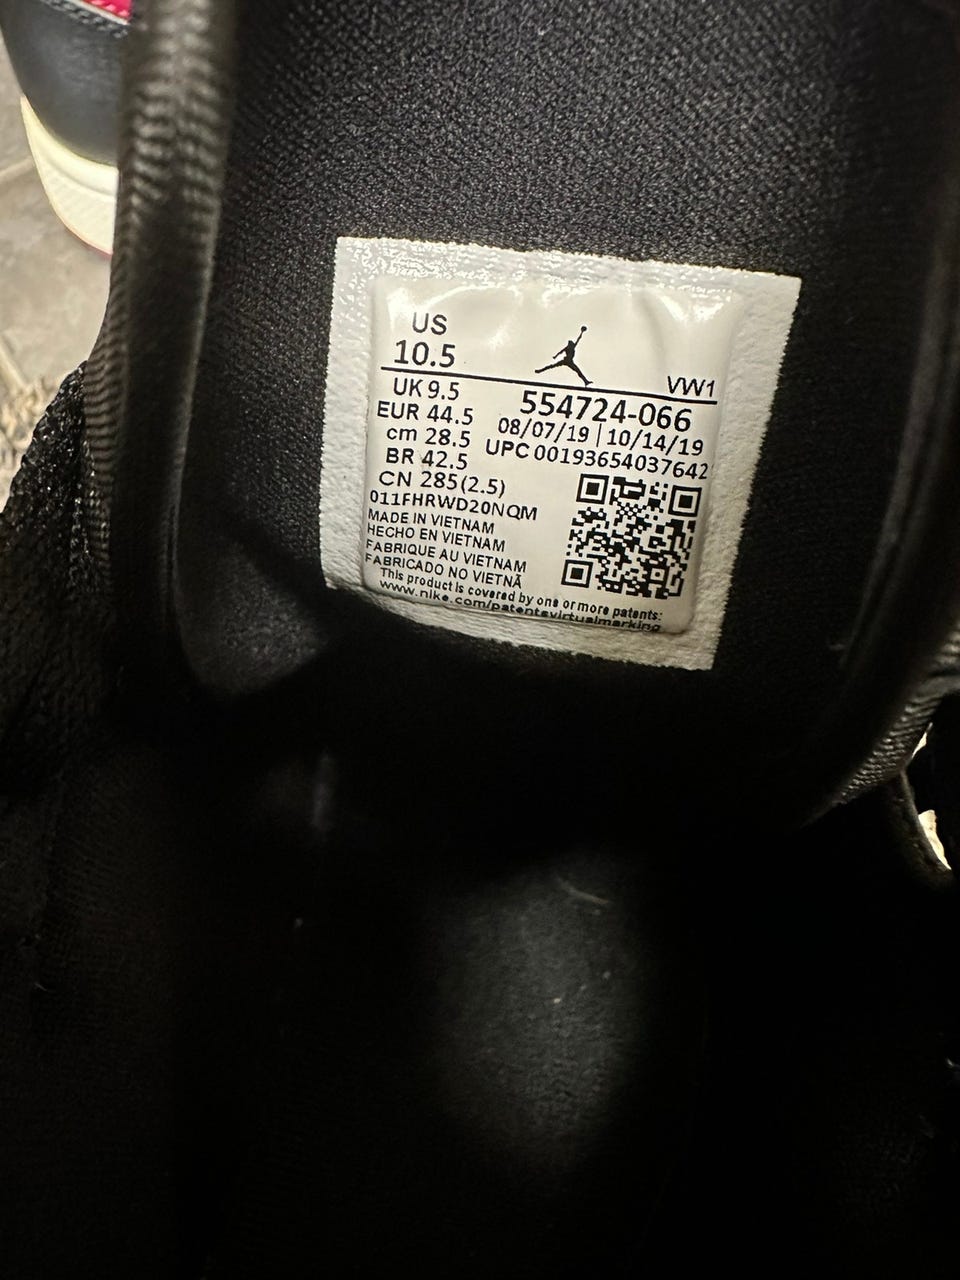 US
10.5
VW1
UK 9.5
554724-066
EUR 44.5
08/07/19 | 10/14/19
cm 28.5
UPC 00193654037642
BR 42.5
CN 285(2.5)
011FHRWD20NQM
MADE IN VIETNAM
HECHO EN VIETNAM
FABRIQUE AU VIETNAM
FABRICADO NO VIETNÃ
This product is covered by one or more patents:
www.nike.com/patentsvirtualmarking